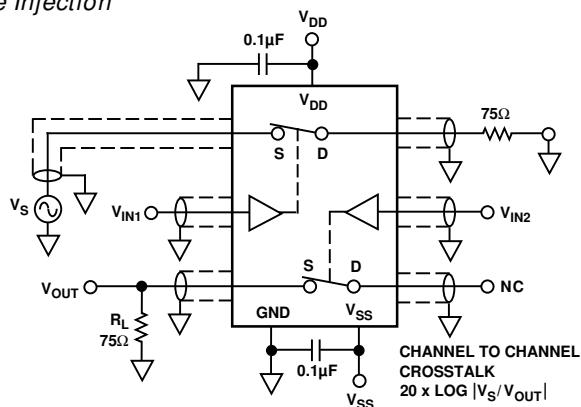 e Injection
V_DD
0.1µF
V_DD
75Ω
S D
V_S
V_IN1
V_IN2
S D
V_OUT
NC
R_L
75Ω
GND V_SS
0.1µF
V_SS
CHANNEL TO CHANNEL
CROSSTALK
20 x LOG |V_S/V_OUT|